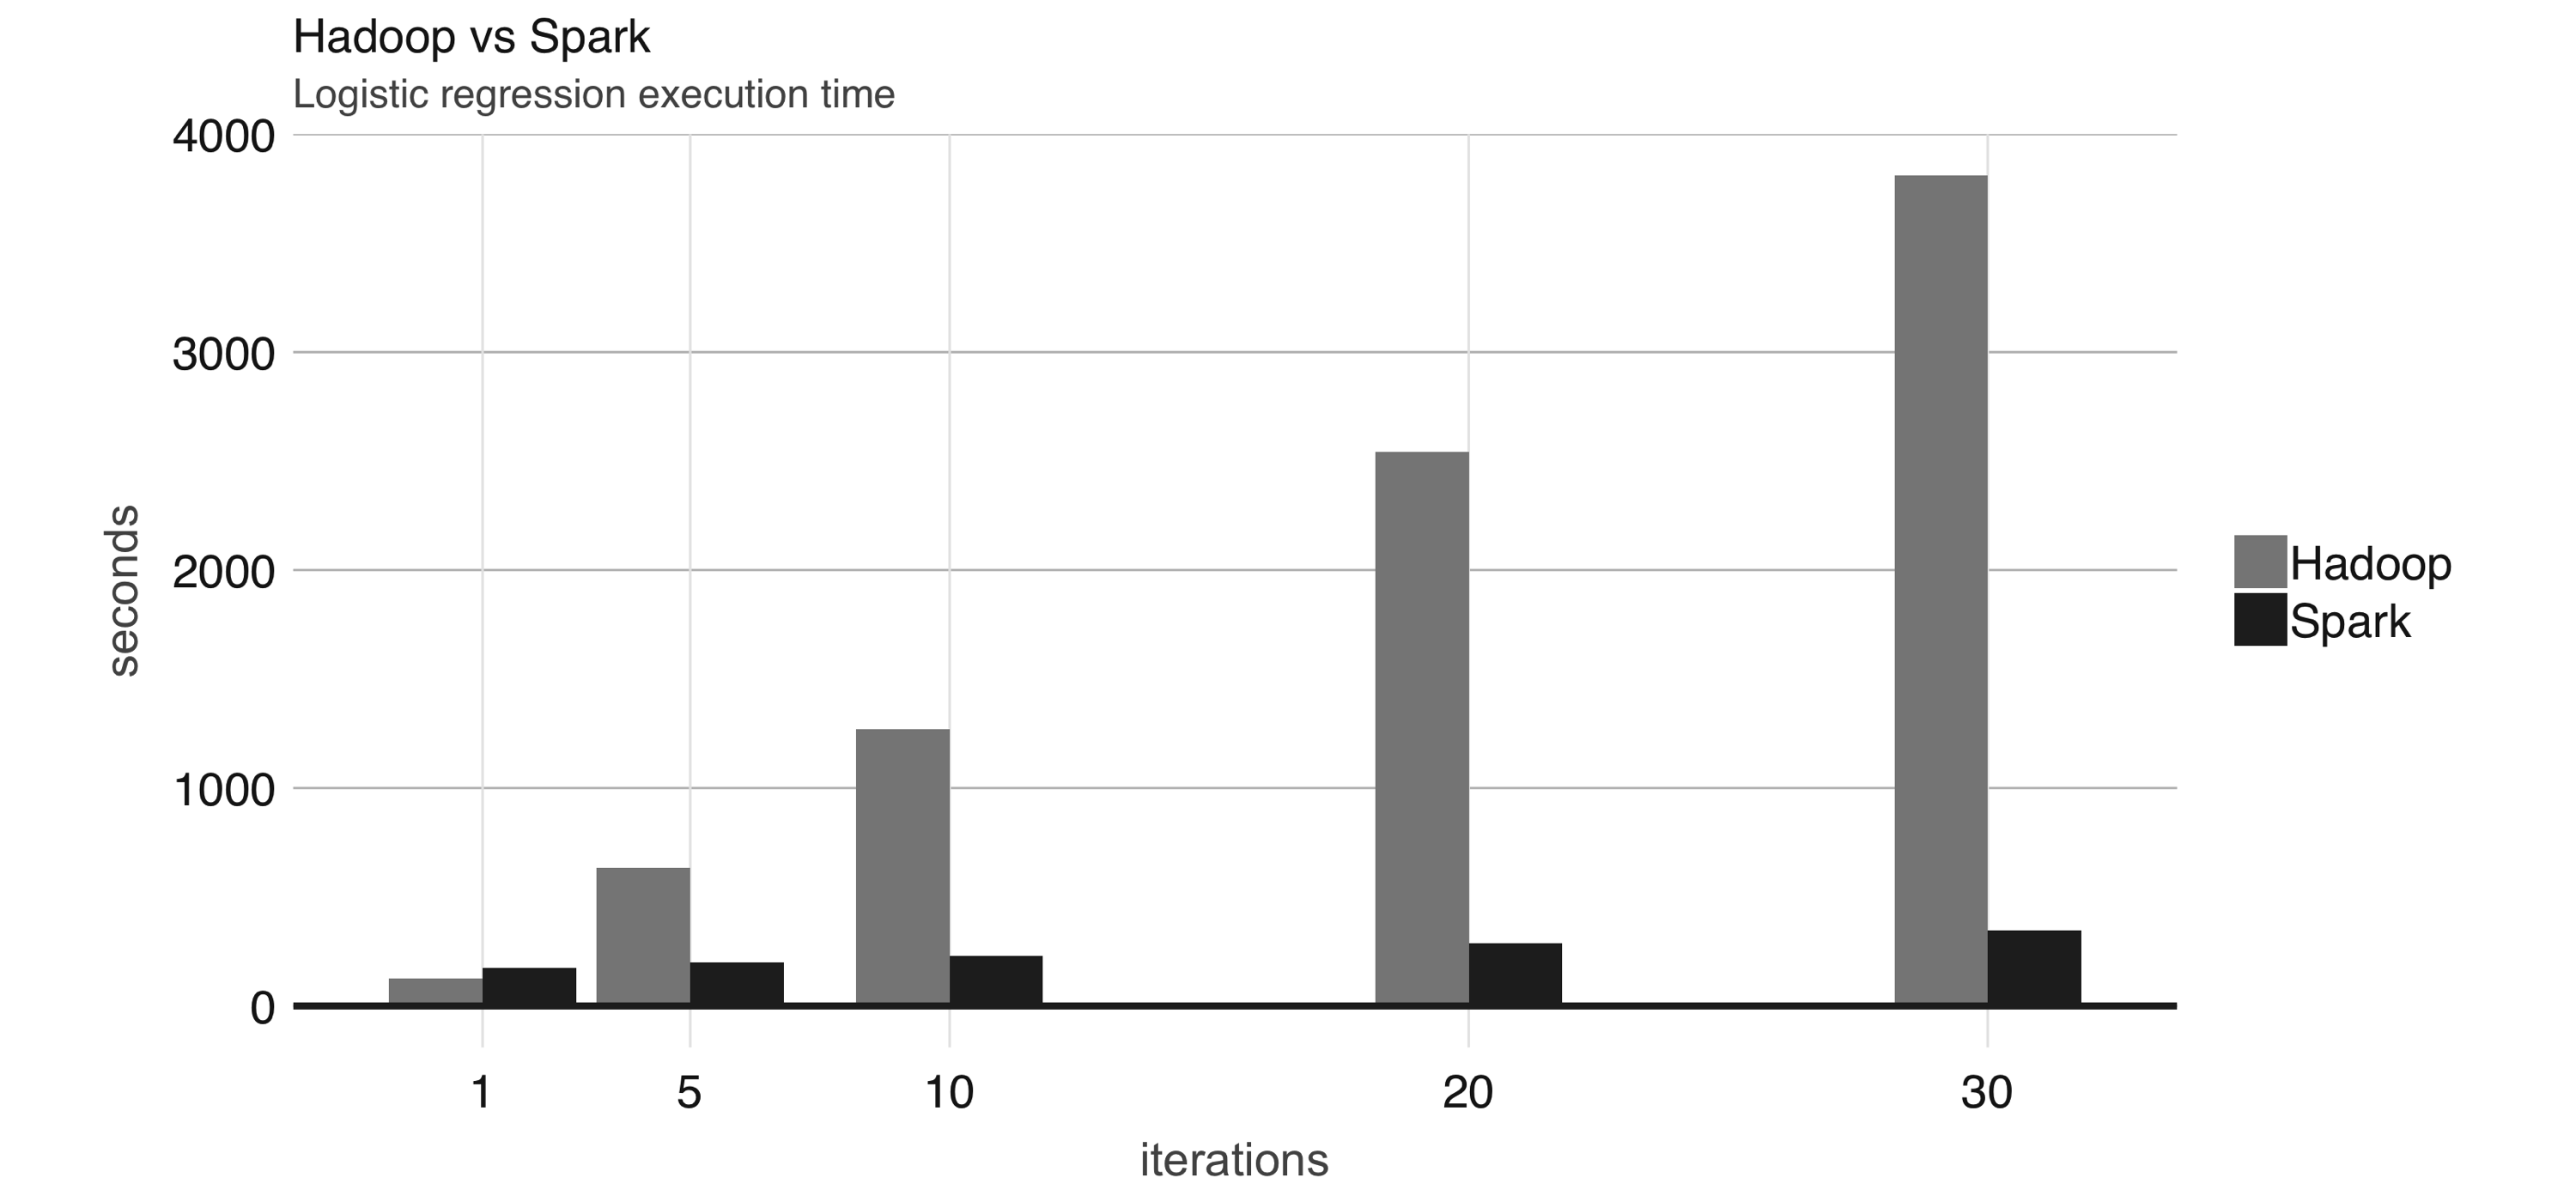 Hadoop vs Spark
Logistic regression execution time
4000
3000
2000
1000
0
seconds
1 5 10 20 30
iterations
Hadoop
Spark